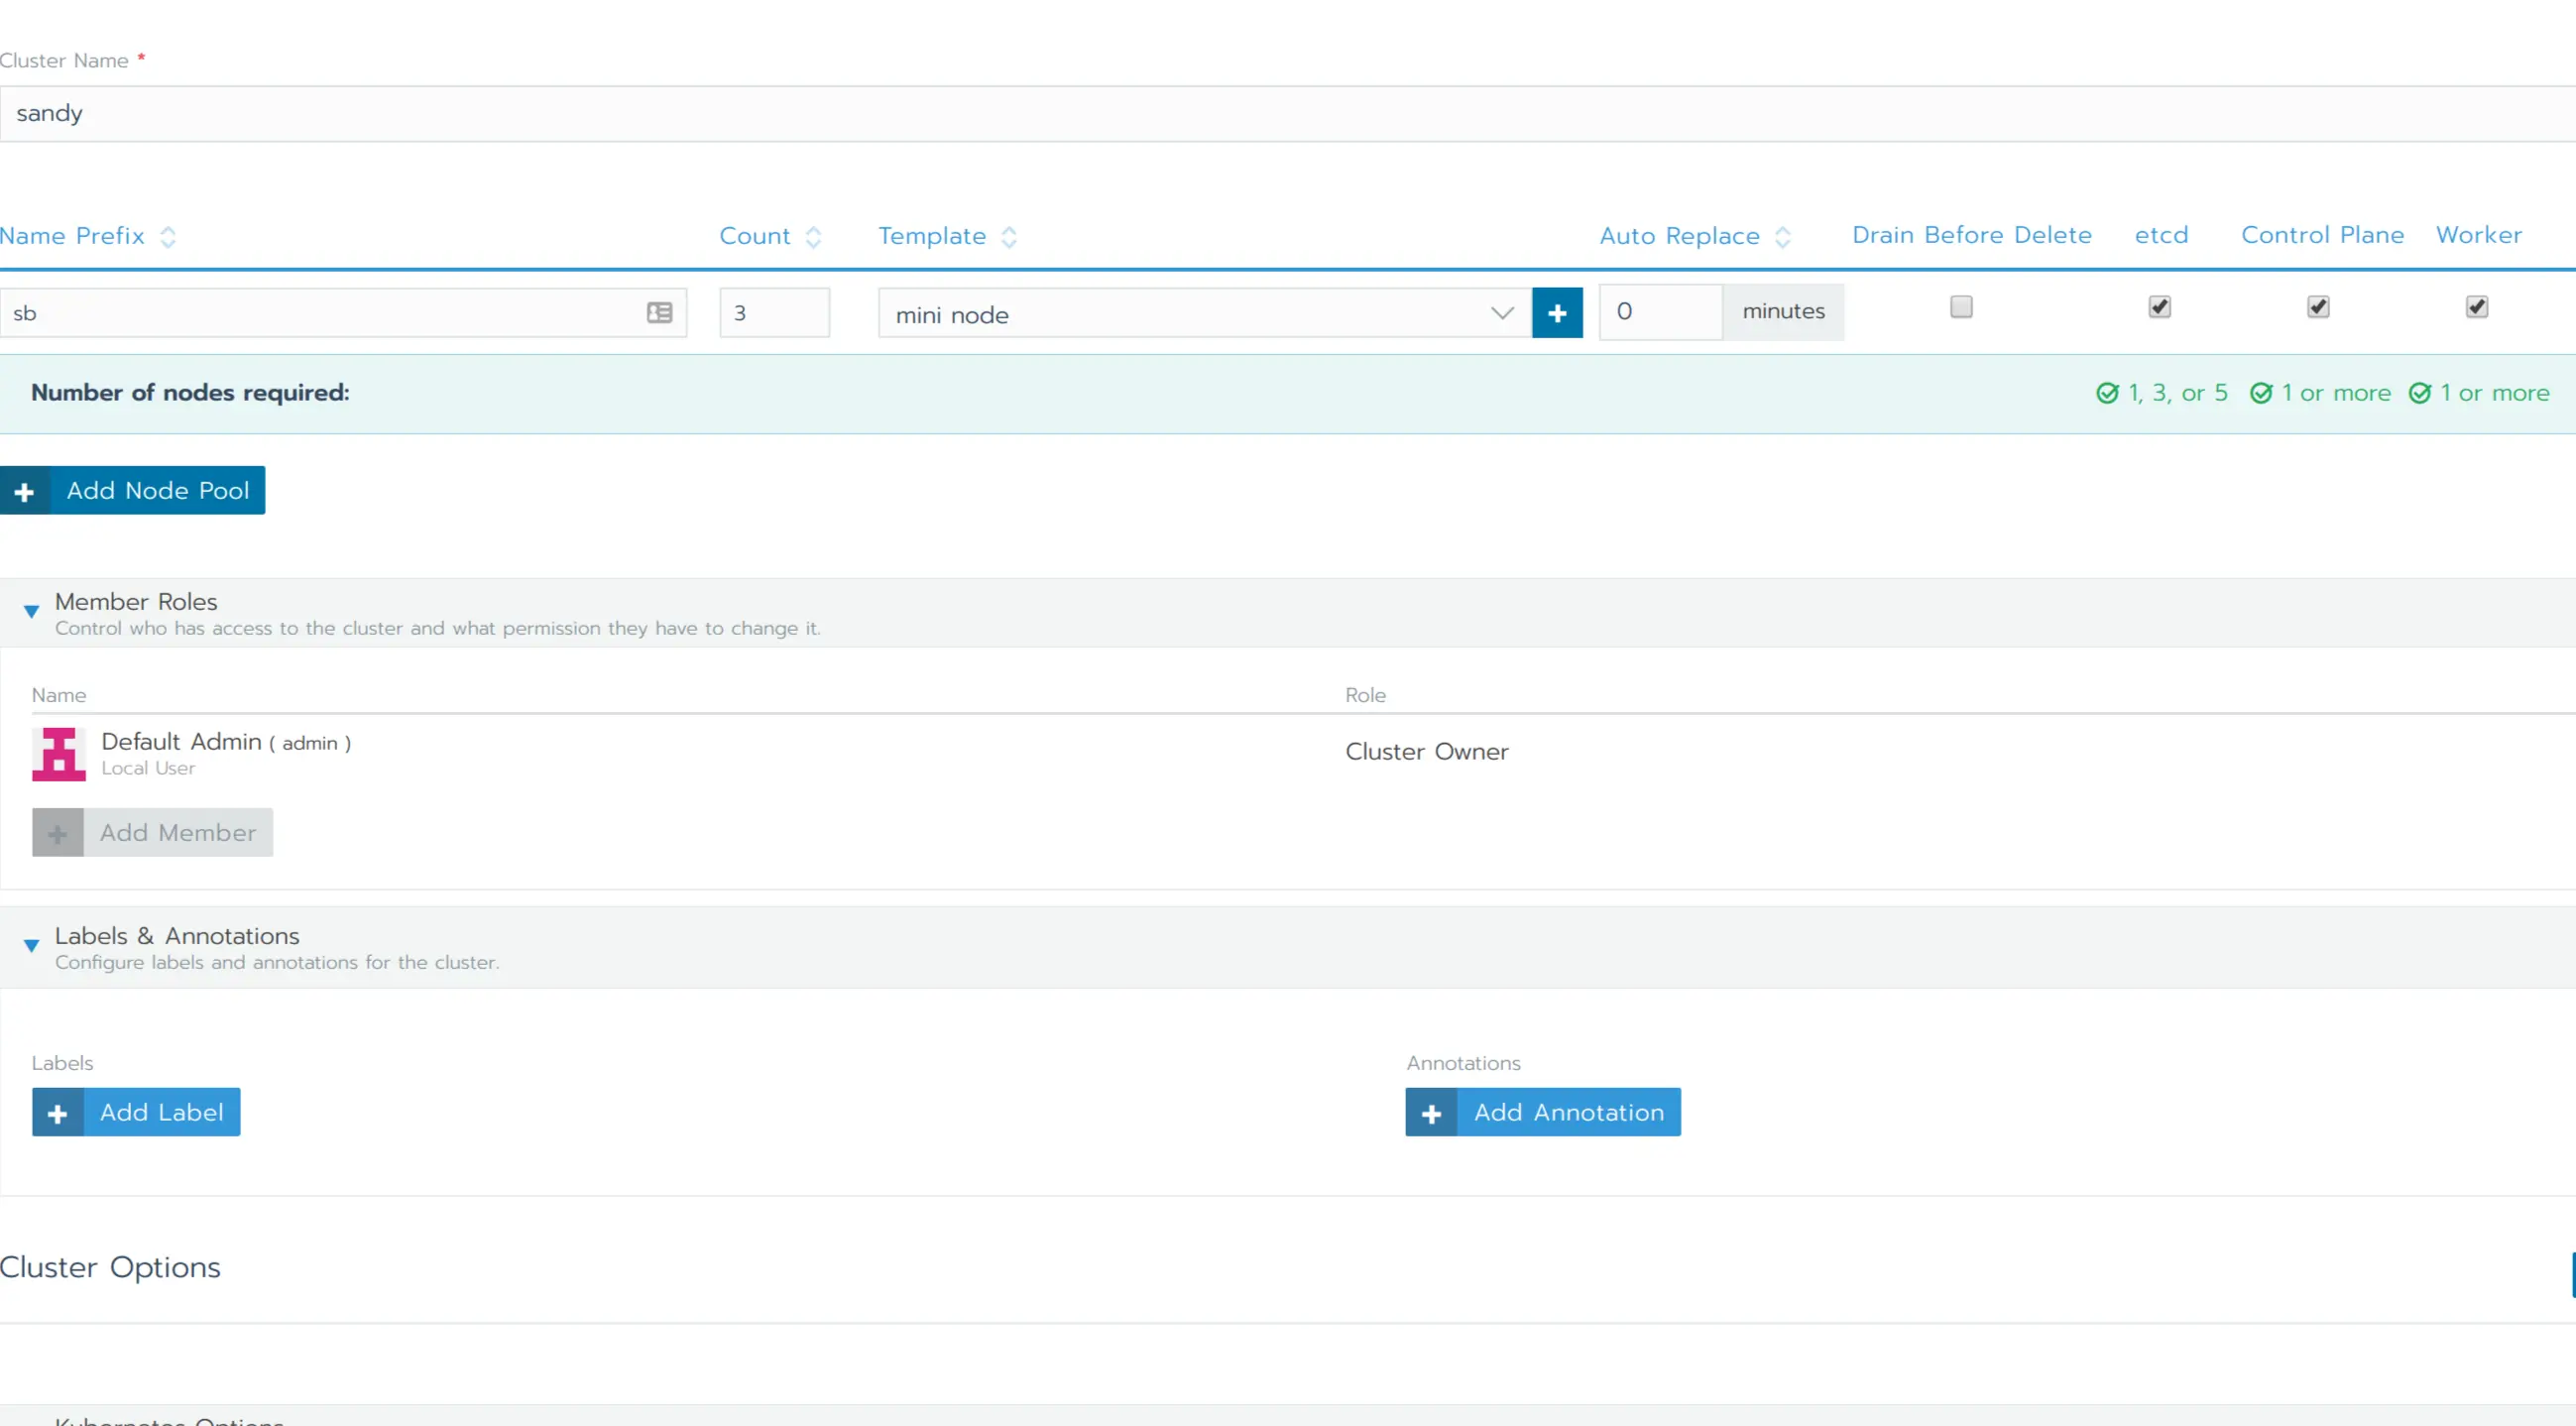 Cluster Name *
sandy
Name Prefix Count Template Auto Replace Drain Before Delete etcd Control Plane Worker
sb 3 mini node 0 minutes
Number of nodes required: 1, 3, or 5 1 or more 1 or more
Add Node Pool
Member Roles
Control who has access to the cluster and what permission they have to change it.
Name Role
Default Admin ( admin )
Local User
Cluster Owner
Add Member
Labels & Annotations
Configure labels and annotations for the cluster.
Labels Annotations
Add Label Add Annotation
Cluster Options
Kubernetes Options